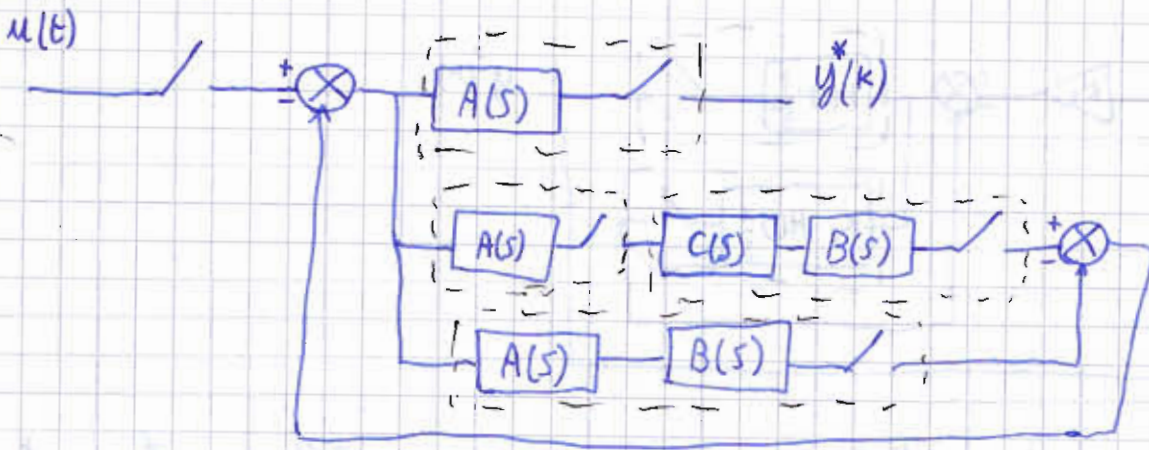 u(t)
+
-
A(s)
y*(k)
A(s)
C(s)
B(s)
+
-
A(s)
B(s)